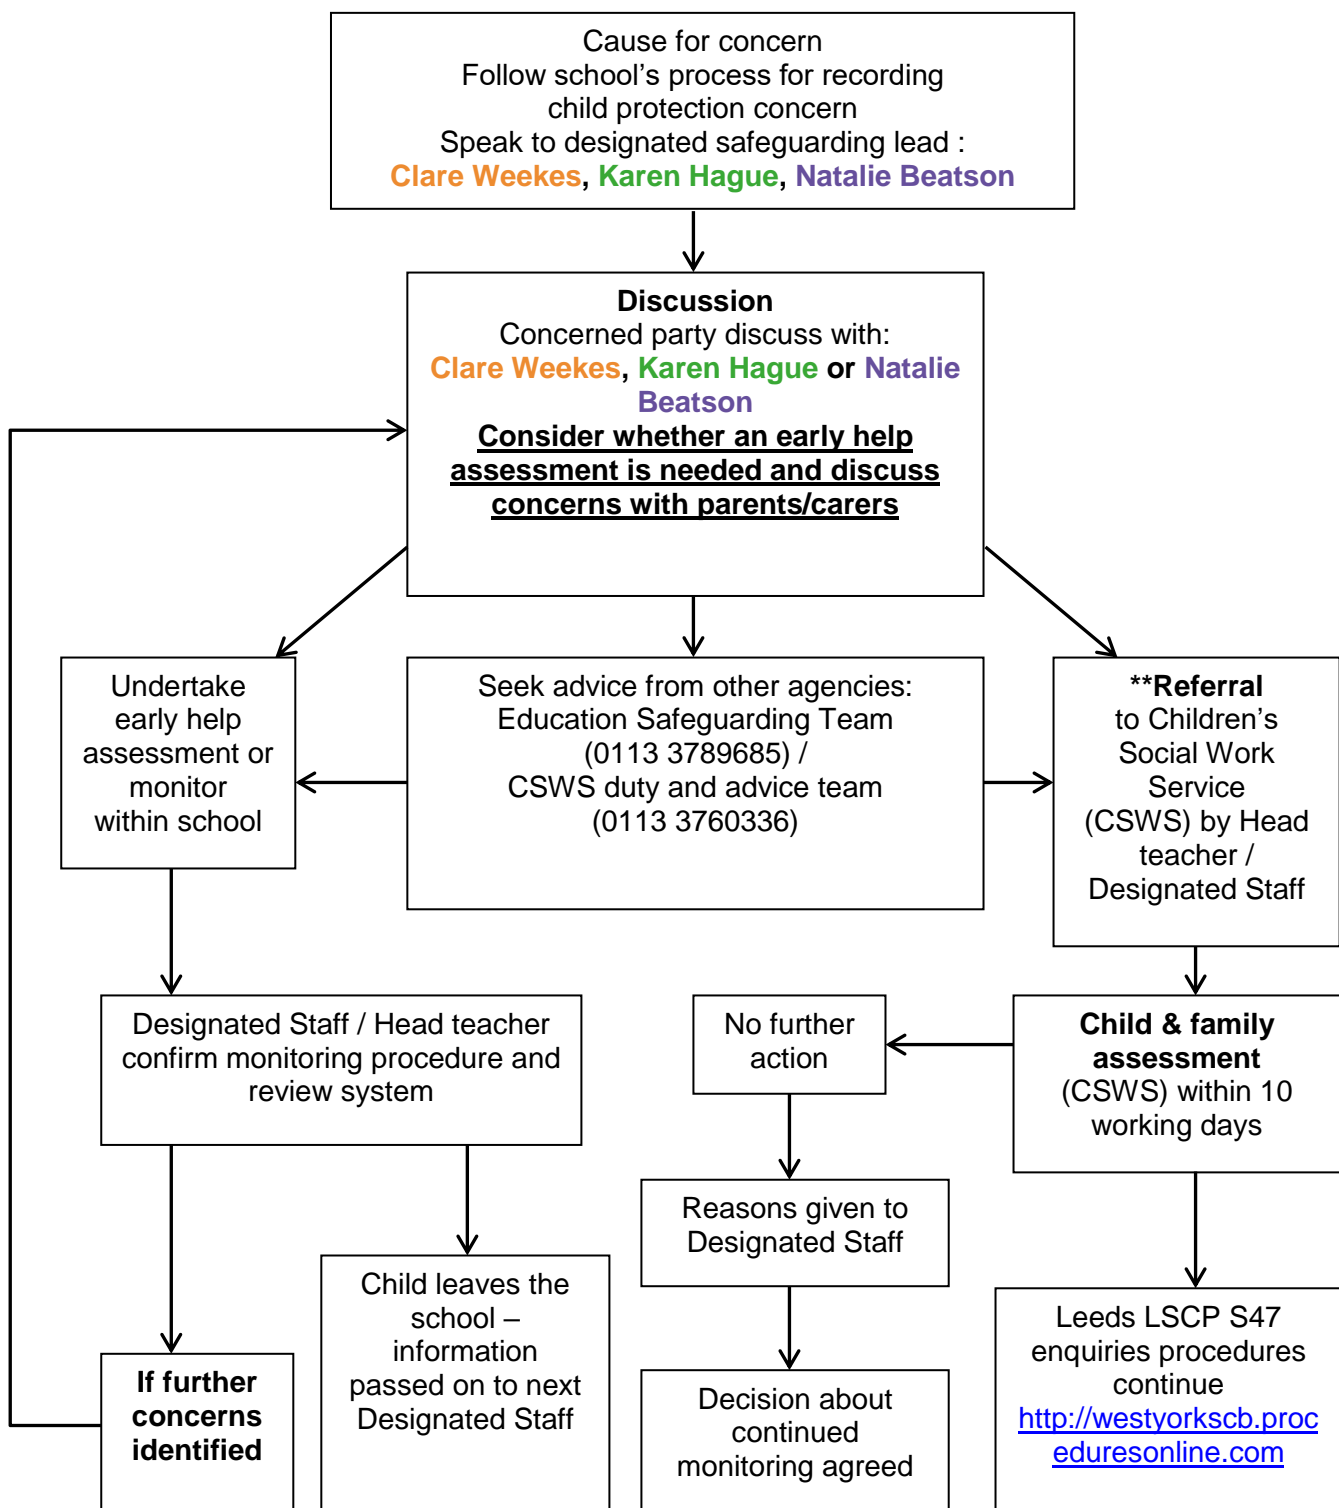 Cause for concern
Follow school’s process for recording
child protection concern
Speak to designated safeguarding lead :
Clare Weekes, Karen Hague, Natalie Beatson
Discussion
Concerned party discuss with:
Clare Weekes, Karen Hague or Natalie
Beatson
Consider whether an early help
assessment is needed and discuss
concerns with parents/carers
Undertake
early help
assessment or
monitor
within school
Seek advice from other agencies:
Education Safeguarding Team
(0113 3789685) /
CSWS duty and advice team
(0113 3760336)
**Referral
to Children’s
Social Work
Service
(CSWS) by Head
teacher /
Designated Staff
Designated Staff / Head teacher
confirm monitoring procedure and
review system
No further
action
Child & family
assessment
(CSWS) within 10
working days
Reasons given to
Designated Staff
Child leaves the
school –
information
passed on to next
Designated Staff
Leeds LSCP S47
enquiries procedures
continue
http://westyorkscb.proc
eduresonline.com
If further
concerns
identified
Decision about
continued
monitoring agreed